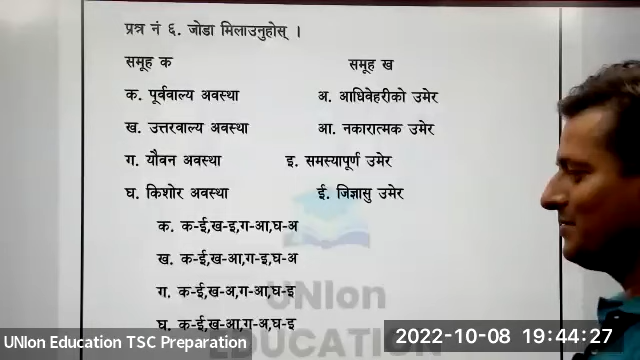 प्रश्न नं ६. जोडा मिलाउनुहोस् ।
समूह क
समूह ख
क. पूर्ववाल्य अवस्था
अ. आधिवेहरीको उमेर
ख. उत्तरवाल्य अवस्था
आ. नकारात्मक उमेर
ग. यौवन अवस्था
इ. समस्यापूर्ण उमेर
घ. किशोर अवस्था
ई. जिज्ञासु उमेर
क. क-ई,ख-इ,ग-आ,घ-अ
ख. क-ई,ख-आ,ग-इ,घ-अ
ग. क-ई,ख-अ,ग-आ,घ-इ
घ. क-ई,ख-आ,ग-अ,घ-इ
UNIon
EDUCATION
UNIon Education TSC Preparation
2022-10-08 19:44:27